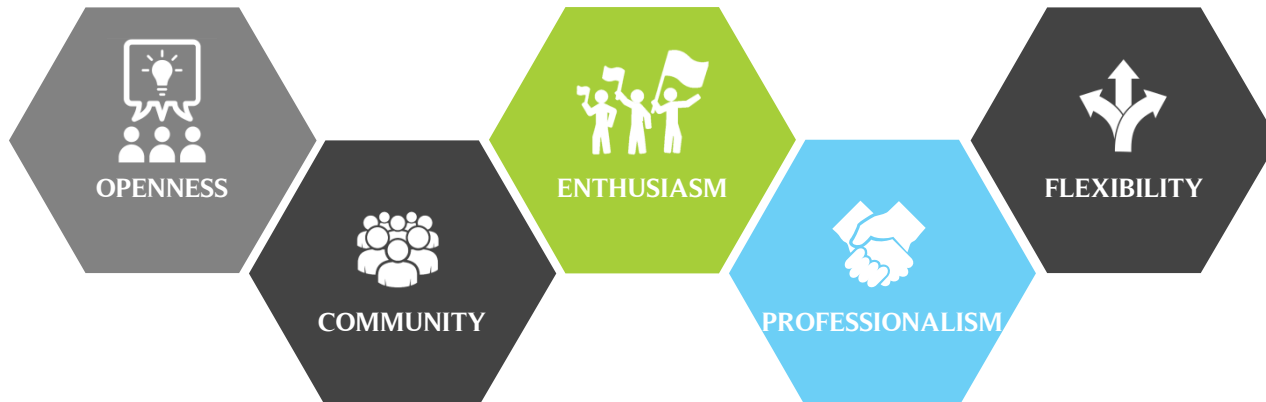 OPENNESS
COMMUNITY
ENTHUSIASM
PROFESSIONALISM
FLEXIBILITY